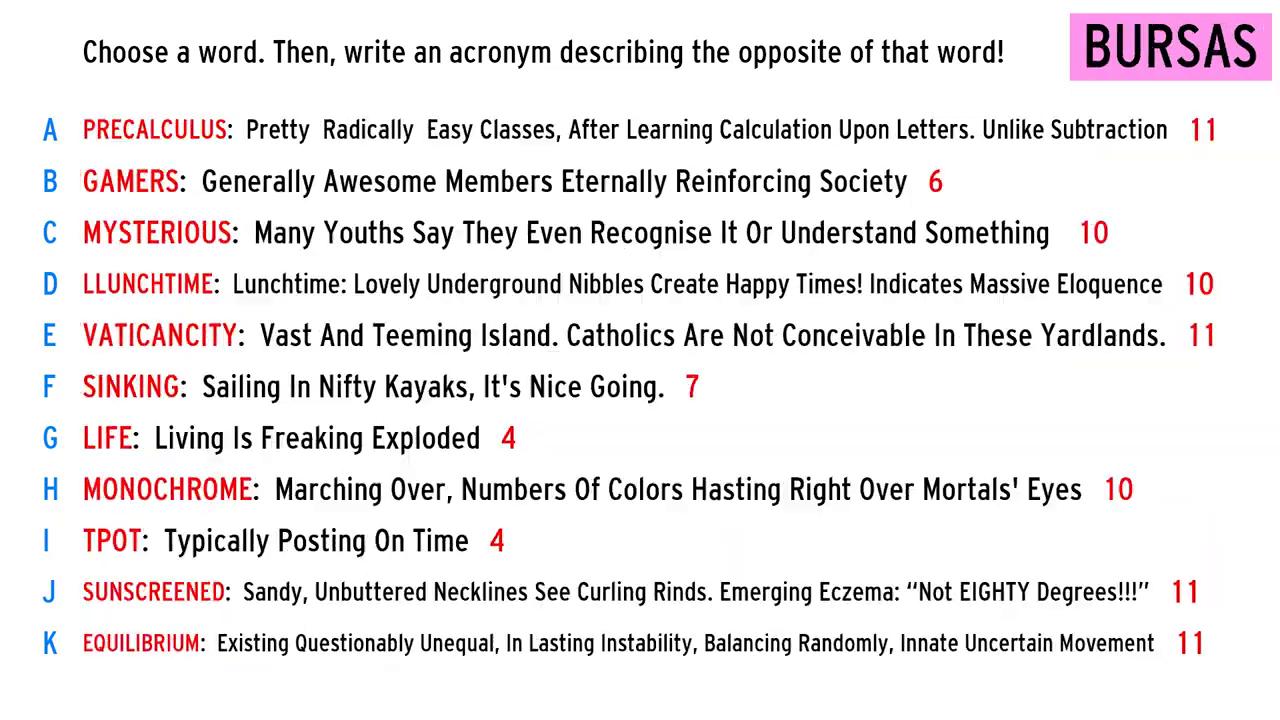 Choose a word. Then, write an acronym describing the opposite of that word!
BURSAS
A PRECALCULUS: Pretty Radically Easy Classes, After Learning Calculation Upon Letters. Unlike Subtraction 11
B GAMERS: Generally Awesome Members Eternally Reinforcing Society 6
C MYSTERIOUS: Many Youths Say They Even Recognise It Or Understand Something 10
D LLUNCHTIME: Lunchtime: Lovely Underground Nibbles Create Happy Times! Indicates Massive Eloquence 10
E VATICANCITY: Vast And Teeming Island. Catholics Are Not Conceivable In These Yardlands. 11
F SINKING: Sailing In Nifty Kayaks, It's Nice Going. 7
G LIFE: Living Is Freaking Exploded 4
H MONOCHROME: Marching Over, Numbers Of Colors Hasting Right Over Mortals' Eyes 10
I TPOT: Typically Posting On Time 4
J SUNSCREENED: Sandy, Unbuttered Necklines See Curling Rinds. Emerging Eczema: “Not EIGHTY Degrees!!!” 11
K EQUILIBRIUM: Existing Questionably Unequal, In Lasting Instability, Balancing Randomly, Innate Uncertain Movement 11